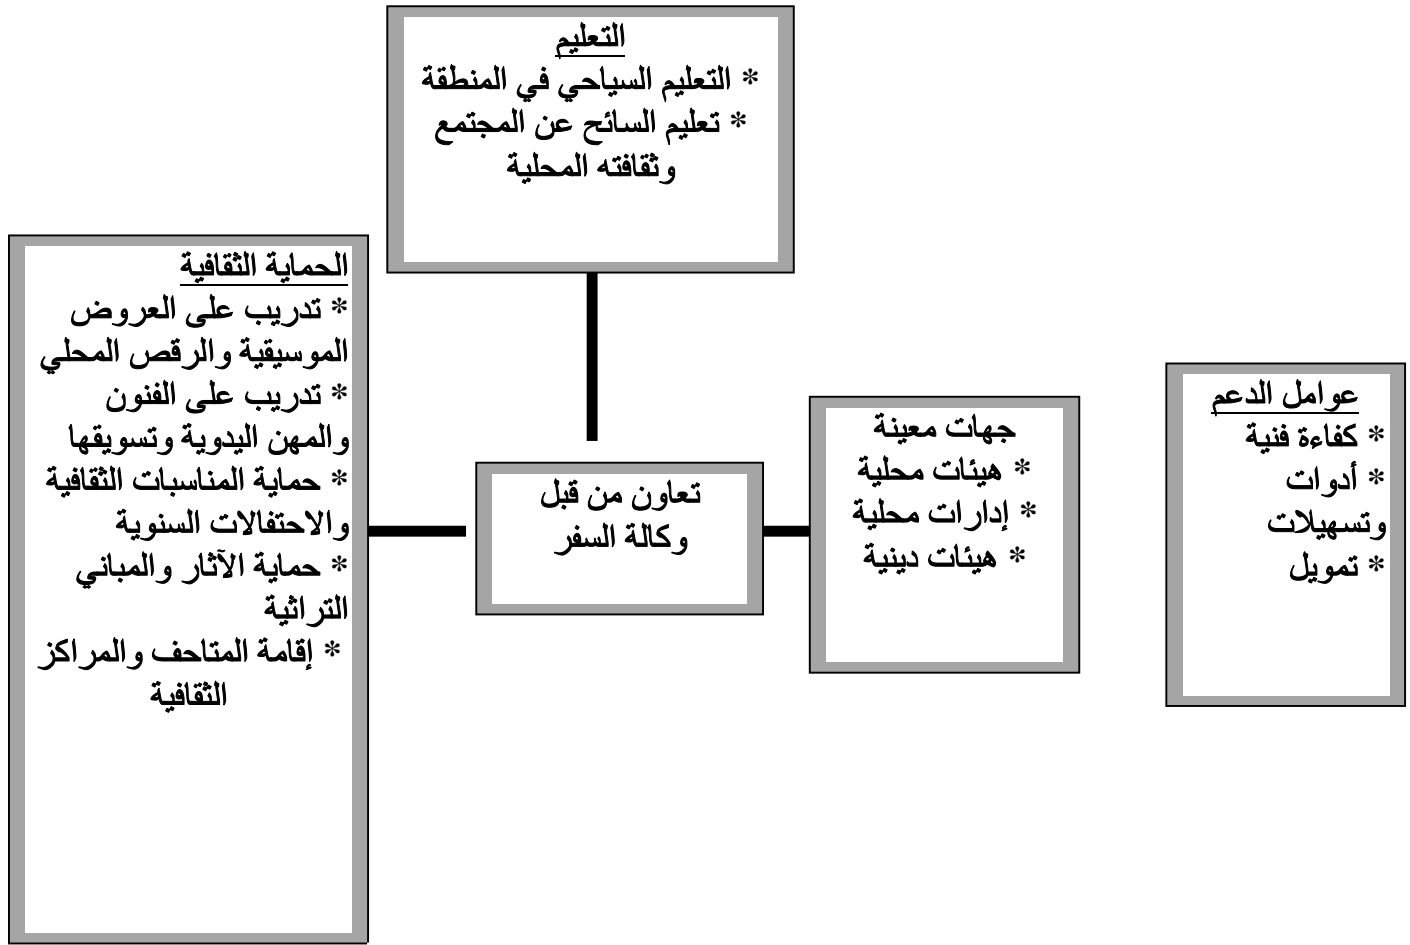 التعليم
* التعليم السياحي في المنطقة
* تعليم السائح عن المجتمع
وثقافته المحلية
عوامل الدعم
* كفاءة فنية
* أدوات
وتسهيلات
* تمويل
جهات معينة
* هيئات محلية
* إدارات محلية
* هيئات دينية
تعاون من قبل
وكالة السفر
الحماية الثقافية
* تدريب على العروض
الموسيقية والرقص المحلي
* تدريب على الفنون
والمهن اليدوية وتسويقها
* حماية المناسبات الثقافية
والاحتفالات السنوية
* حماية الآثار والمباني
التراثية
* إقامة المتاحف والمراكز
الثقافية